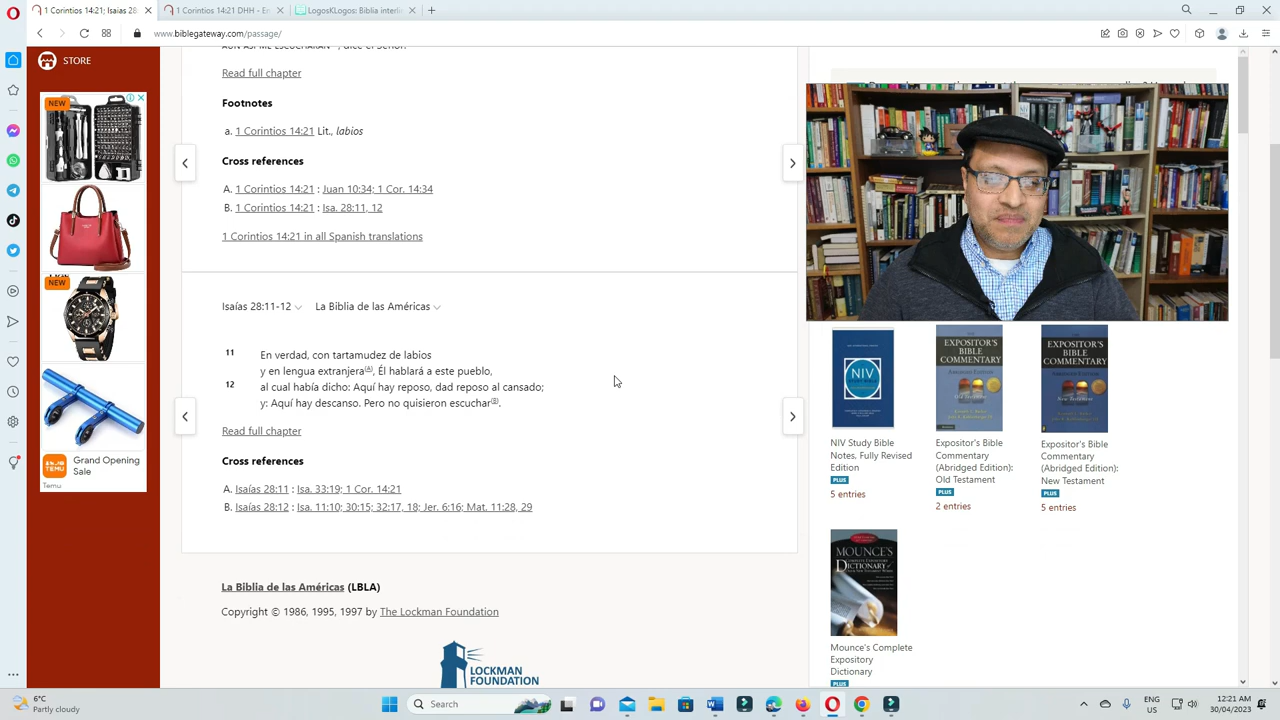 1 Corintios 14:21; Isaías 28:
1 Corintios 14:21 DHH - Es
LogosKLogos: Biblia interli
www.biblegateway.com/passage/
STORE
Read full chapter
Footnotes
a. 1 Corintios 14:21 Lit., labios
Cross references
A. 1 Corintios 14:21 : Juan 10:34; 1 Cor. 14:34
B. 1 Corintios 14:21 : Isa. 28:11, 12
1 Corintios 14:21 in all Spanish translations
Isaías 28:11-12 La Biblia de las Américas
11 En verdad, con tartamudez de labios
y en lengua extranjera[A], Él hablará a este pueblo,
12 al cual había dicho: Aquí hay reposo, dad reposo al cansado;
y: Aquí hay descanso. Pero no quisieron escuchar[B].
Read full chapter
Cross references
A. Isaías 28:11 : Isa. 33:19; 1 Cor. 14:21
B. Isaías 28:12 : Isa. 11:10; 30:15; 32:17, 18; Jer. 6:16; Mat. 11:28, 29
La Biblia de las Américas (LBLA)
Copyright © 1986, 1995, 1997 by The Lockman Foundation
LOCKMAN
FOUNDATION
NEW
NEW
Grand Opening
Sale
TEMU
Temu
NIV
EXPOSITOR'S
BIBLE
COMMENTARY
THE
EXPOSITOR'S
BIBLE
COMMENTARY
NIV Study Bible
Notes, Fully Revised
Edition
PLUS
5 entries
Expositor's Bible
Commentary
(Abridged Edition):
Old Testament
PLUS
2 entries
Expositor's Bible
Commentary
(Abridged Edition):
New Testament
PLUS
5 entries
MOUNCE'S
DICTIONARY
Mounce's Complete
Expository
Dictionary
PLUS
6°C
Partly cloudy
Search
ENG
US
12:21 AM
30/04/2023